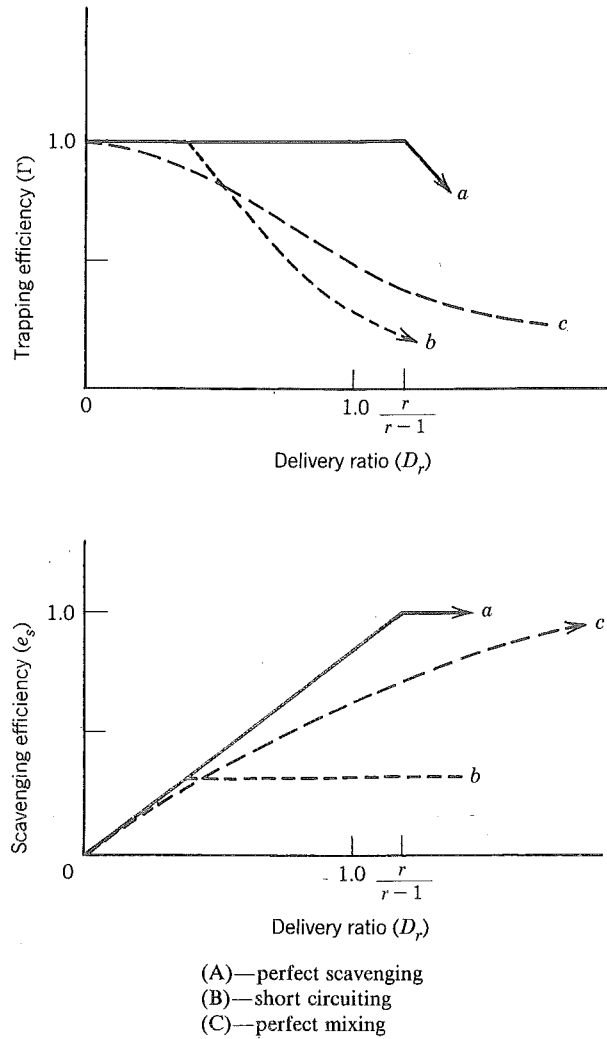 Trapping efficiency (Γ)
1.0
a
b
c
0
1.0
r
r − 1
Delivery ratio (D_r)
Scavenging efficiency (e_s)
1.0
a
c
b
0
1.0
r
r − 1
Delivery ratio (D_r)
(A)—perfect scavenging
(B)—short circuiting
(C)—perfect mixing